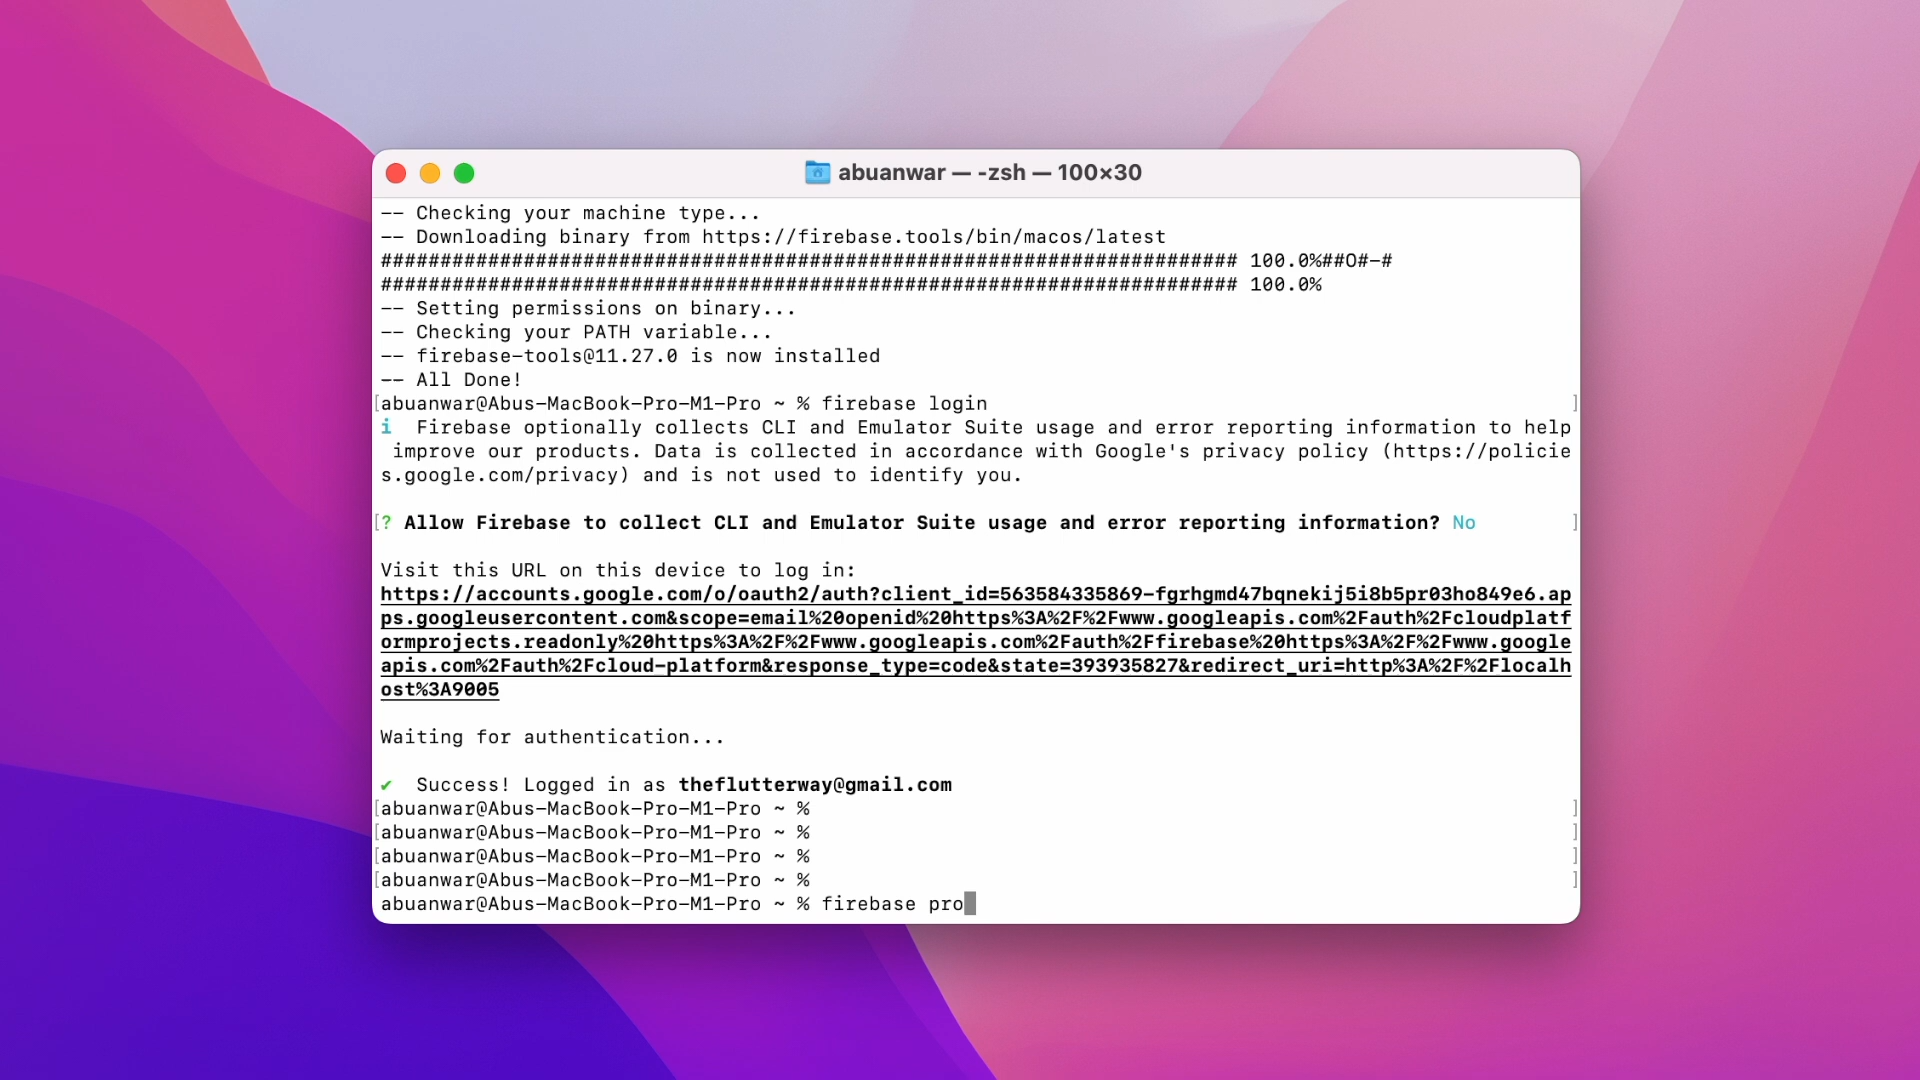 abuanwar — -zsh — 100×30
-- Checking your machine type...
-- Downloading binary from https://firebase.tools/bin/macos/latest
######################################################################## 100.0%##O#-#
######################################################################## 100.0%
-- Setting permissions on binary...
-- Checking your PATH variable...
-- firebase-tools@11.27.0 is now installed
-- All Done!
[abuanwar@Abus-MacBook-Pro-M1-Pro ~ % firebase login ]
i  Firebase optionally collects CLI and Emulator Suite usage and error reporting information to help
 improve our products. Data is collected in accordance with Google's privacy policy (https://policie
s.google.com/privacy) and is not used to identify you.
[? Allow Firebase to collect CLI and Emulator Suite usage and error reporting information? No ]
Visit this URL on this device to log in:
https://accounts.google.com/o/oauth2/auth?client_id=563584335869-fgrhgmd47bqnekij5i8b5pr03ho849e6.ap
ps.googleusercontent.com&scope=email%20openid%20https%3A%2F%2Fwww.googleapis.com%2Fauth%2Fcloudplatf
ormprojects.readonly%20https%3A%2F%2Fwww.googleapis.com%2Fauth%2Ffirebase%20https%3A%2F%2Fwww.google
apis.com%2Fauth%2Fcloud-platform&response_type=code&state=393935827&redirect_uri=http%3A%2F%2Flocalh
ost%3A9005
Waiting for authentication...
✔  Success! Logged in as theflutterway@gmail.com
[abuanwar@Abus-MacBook-Pro-M1-Pro ~ % ]
[abuanwar@Abus-MacBook-Pro-M1-Pro ~ % ]
[abuanwar@Abus-MacBook-Pro-M1-Pro ~ % ]
[abuanwar@Abus-MacBook-Pro-M1-Pro ~ % ]
abuanwar@Abus-MacBook-Pro-M1-Pro ~ % firebase pro